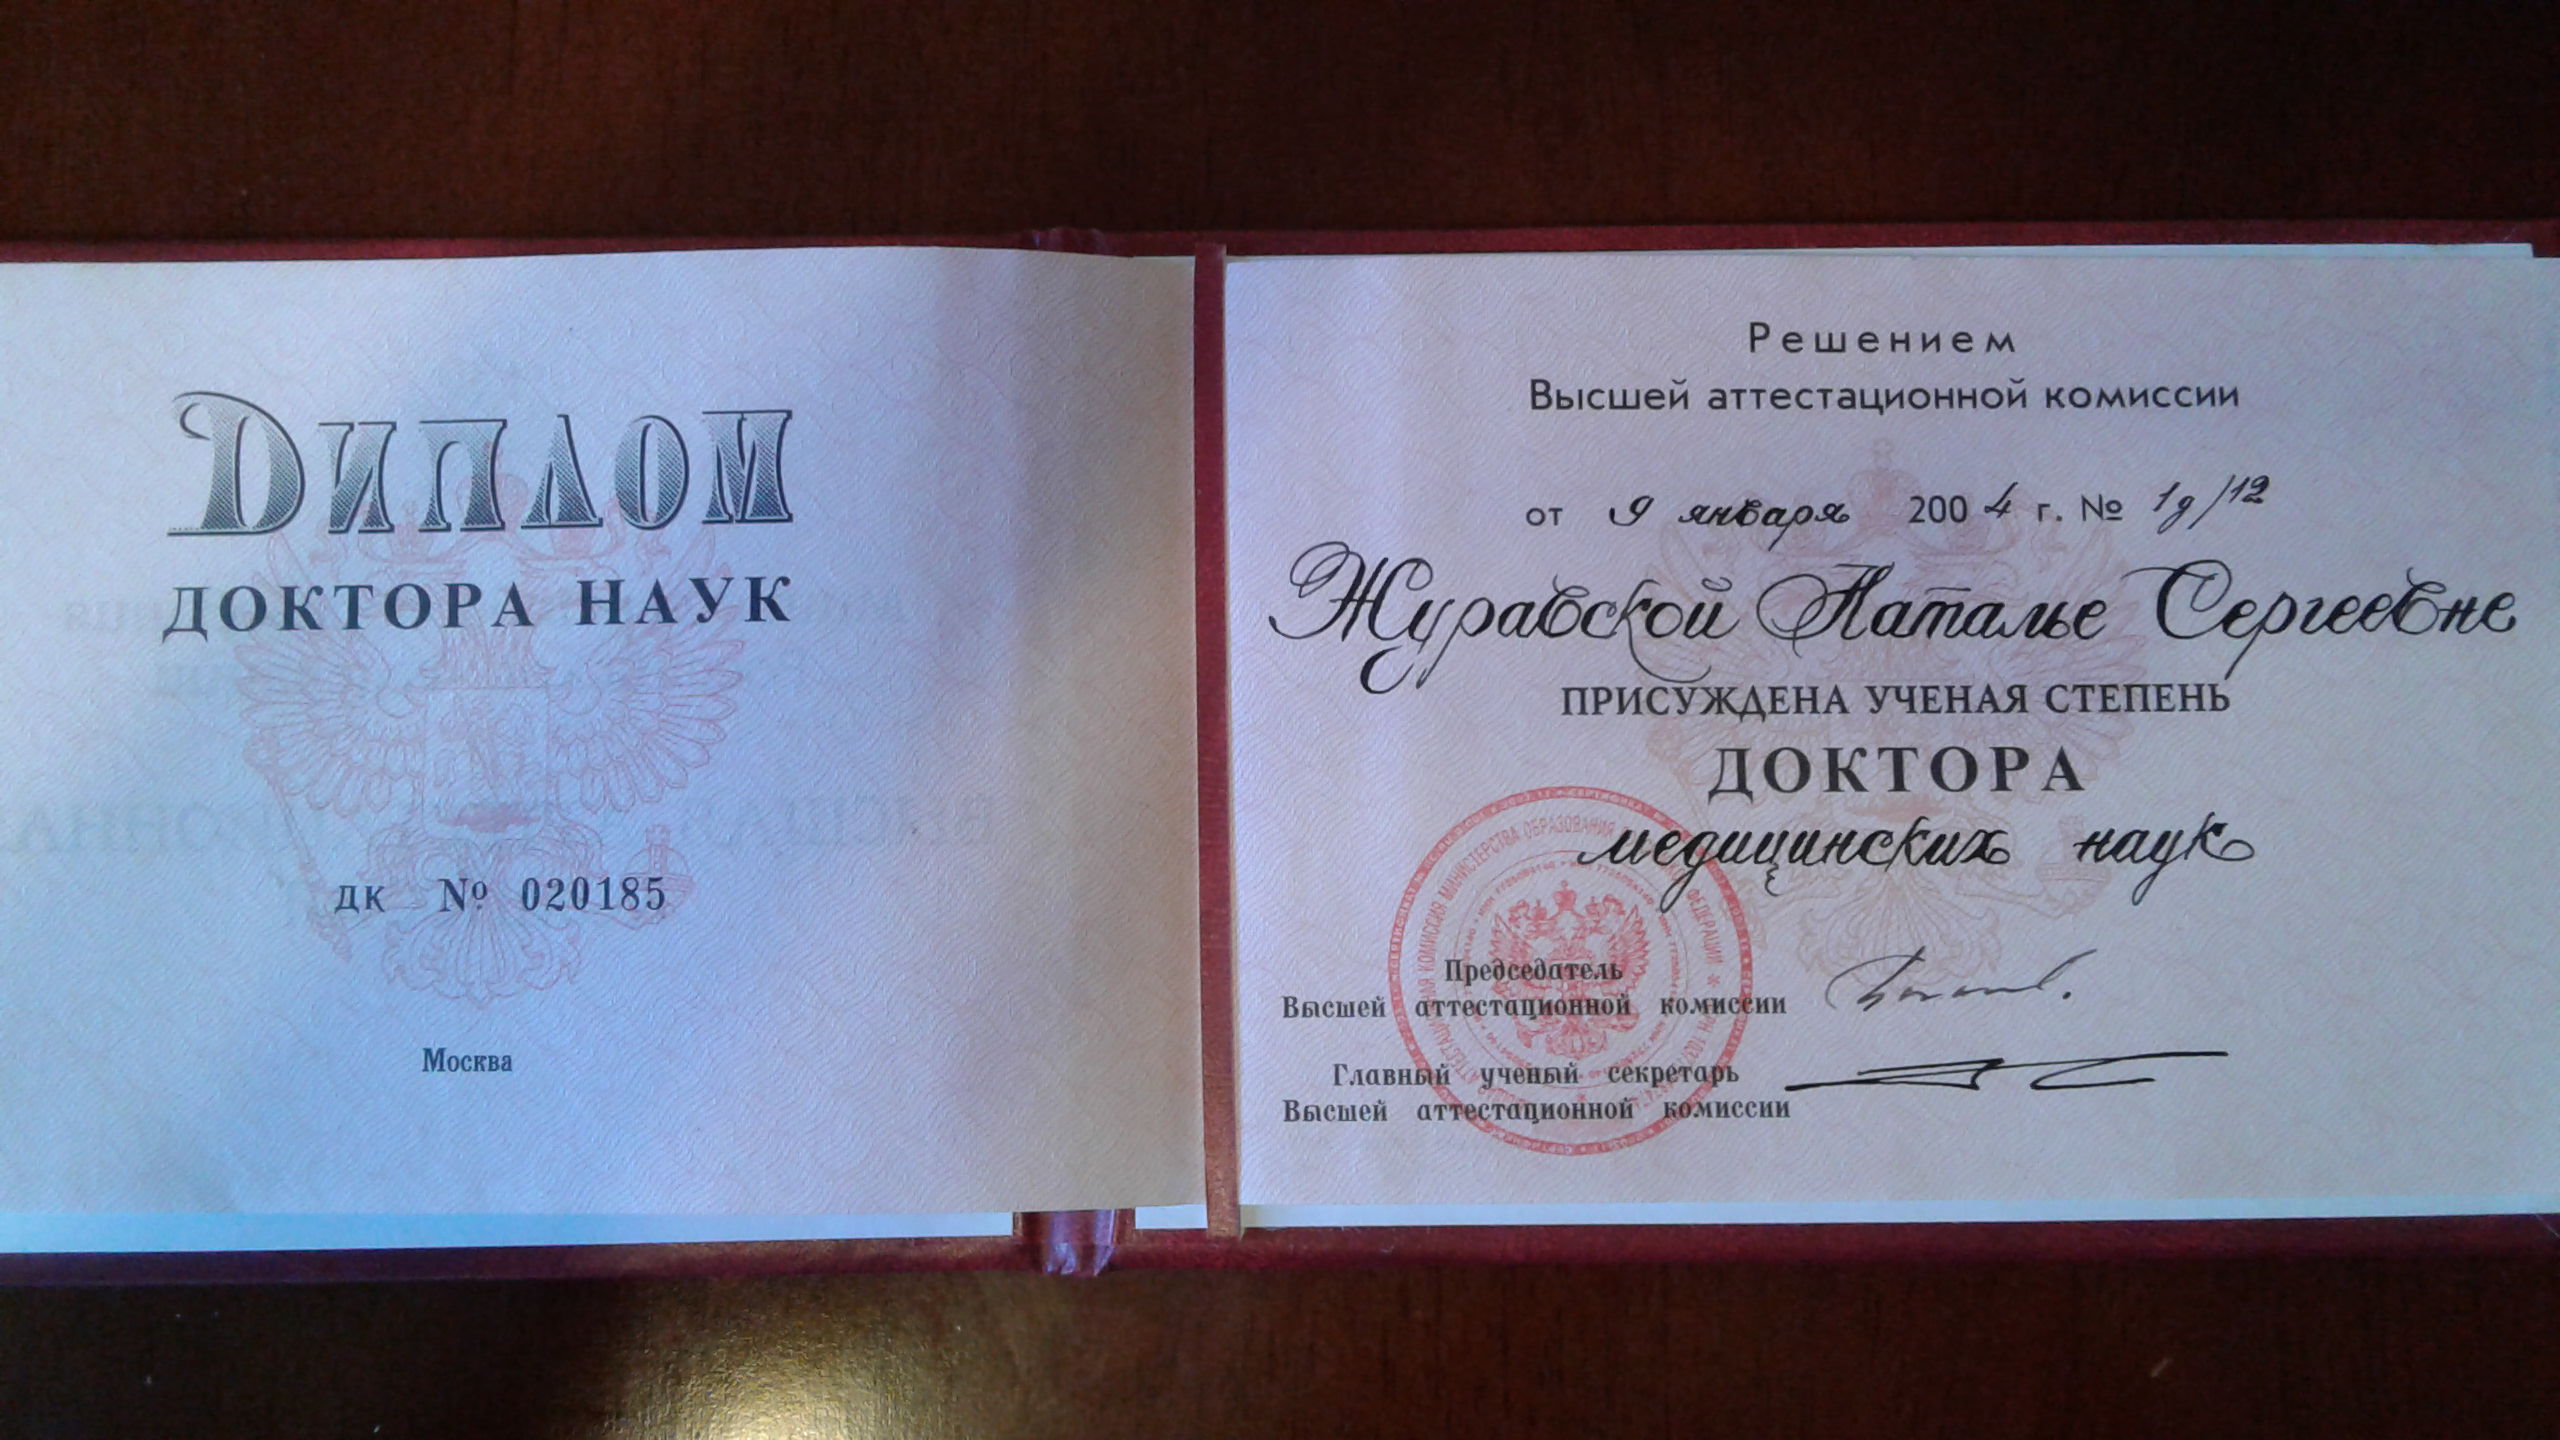 Диплом
ДОКТОРА НАУК
ДК № 020185
Москва
Решением
Высшей аттестационной комиссии
от 9 января 2004 г. № 1д/12
Журавской Наталье Сергеевне
ПРИСУЖДЕНА УЧЕНАЯ СТЕПЕНЬ
ДОКТОРА
медицинских наук
Председатель
Высшей аттестационной комиссии
Главный ученый секретарь
Высшей аттестационной комиссии